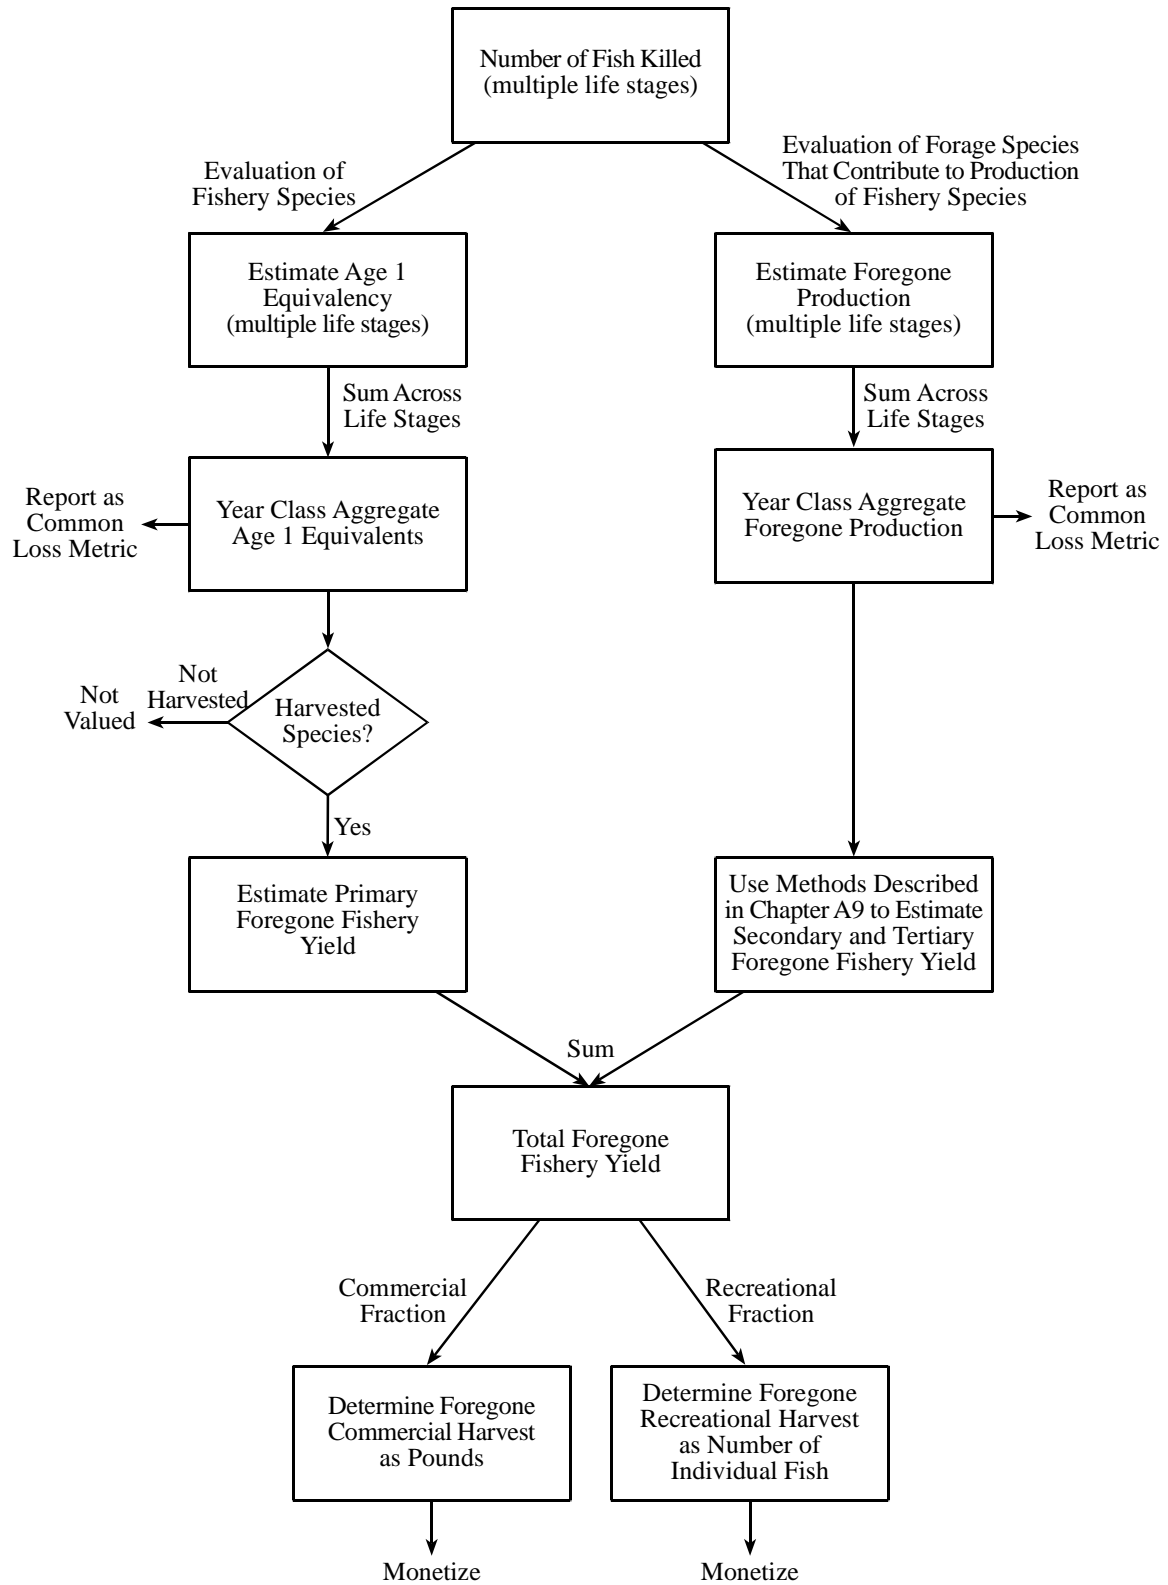 Number of Fish Killed
(multiple life stages)
Evaluation of
Fishery Species
Evaluation of Forage Species
That Contribute to Production
of Fishery Species
Estimate Age 1
Equivalency
(multiple life stages)
Estimate Foregone
Production
(multiple life stages)
Sum Across
Life Stages
Sum Across
Life Stages
Report as
Common
Loss Metric
Year Class Aggregate
Age 1 Equivalents
Year Class Aggregate
Foregone Production
Report as
Common
Loss Metric
Not
Valued
Not
Harvested
Harvested
Species?
Yes
Estimate Primary
Foregone Fishery
Yield
Use Methods Described
in Chapter A9 to Estimate
Secondary and Tertiary
Foregone Fishery Yield
Sum
Total Foregone
Fishery Yield
Commercial
Fraction
Recreational
Fraction
Determine Foregone
Commercial Harvest
as Pounds
Determine Foregone
Recreational Harvest
as Number of
Individual Fish
Monetize
Monetize